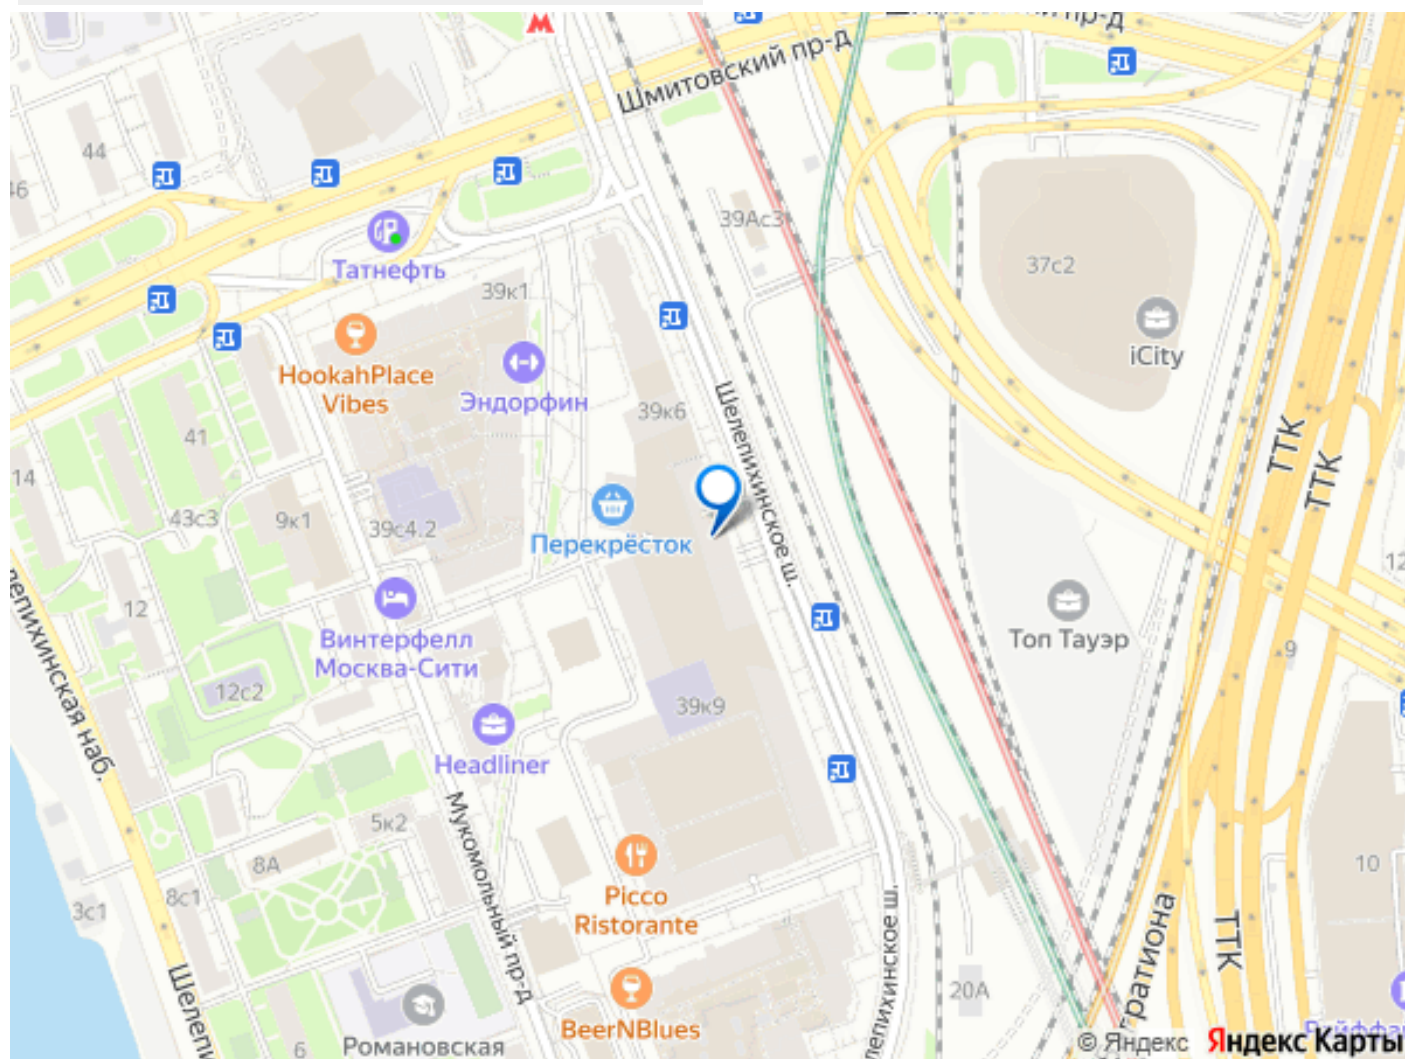 Шмитовский пр-д
44
39Ас3
37с2
iCity
Татнефть
39к1
HookahPlace
Vibes
Эндорфин
39к6
Шелепихинское ш.
ТТК
ТТК
41
14
43с3
9к1
39с4.2
Перекрёсток
12
Винтерфелл
Москва-Сити
12с2
Топ Тауэр
9
39к9
Headliner
Мукомольный пр-д
5к2
8А
8с1
3с1
Picco
Ristorante
10
ТТК
BeerNBlues
20А
Романовская
6
© Яндекс
Яндекс Карты